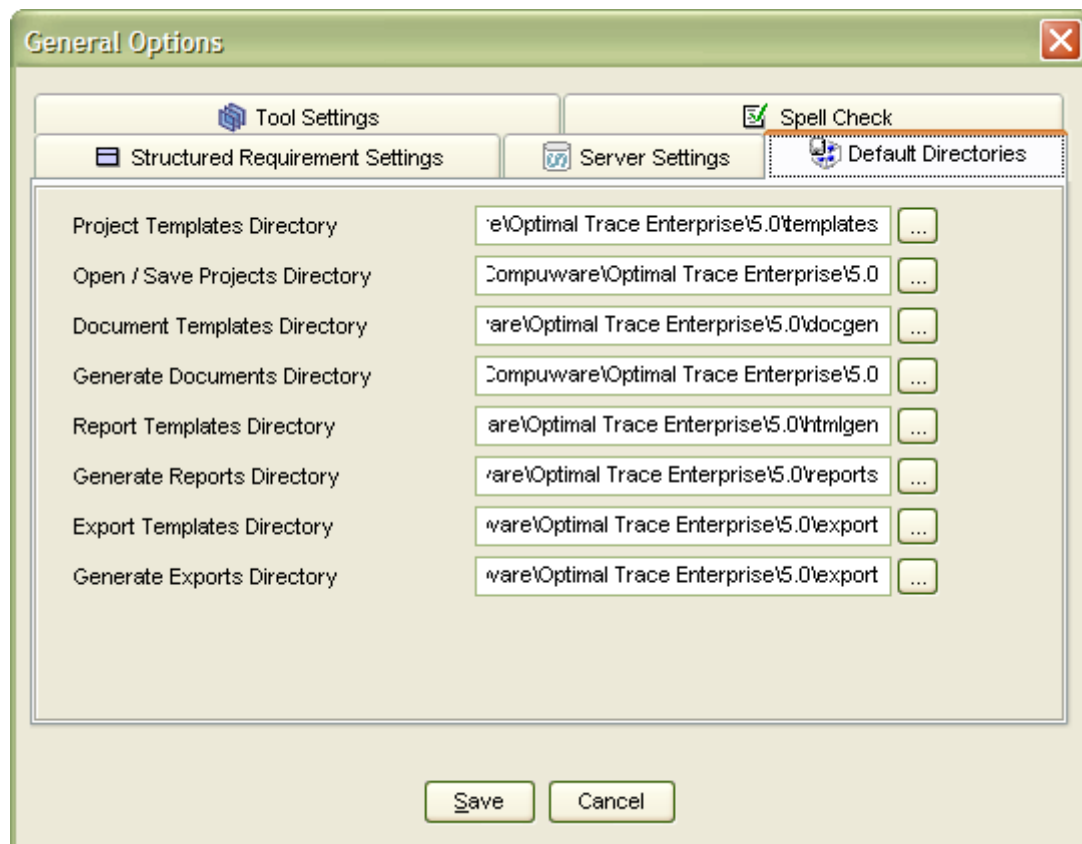 General Options
Tool Settings
Spell Check
Structured Requirement Settings
Server Settings
Default Directories
Project Templates Directory
e\Optimal Trace Enterprise\5.0\templates
...
Open / Save Projects Directory
Compuware\Optimal Trace Enterprise\5.0
...
Document Templates Directory
are\Optimal Trace Enterprise\5.0\docgen
...
Generate Documents Directory
Compuware\Optimal Trace Enterprise\5.0
...
Report Templates Directory
are\Optimal Trace Enterprise\5.0\htmlgen
...
Generate Reports Directory
vare\Optimal Trace Enterprise\5.0\reports
...
Export Templates Directory
ware\Optimal Trace Enterprise\5.0\export
...
Generate Exports Directory
ware\Optimal Trace Enterprise\5.0\export
...
Save
Cancel